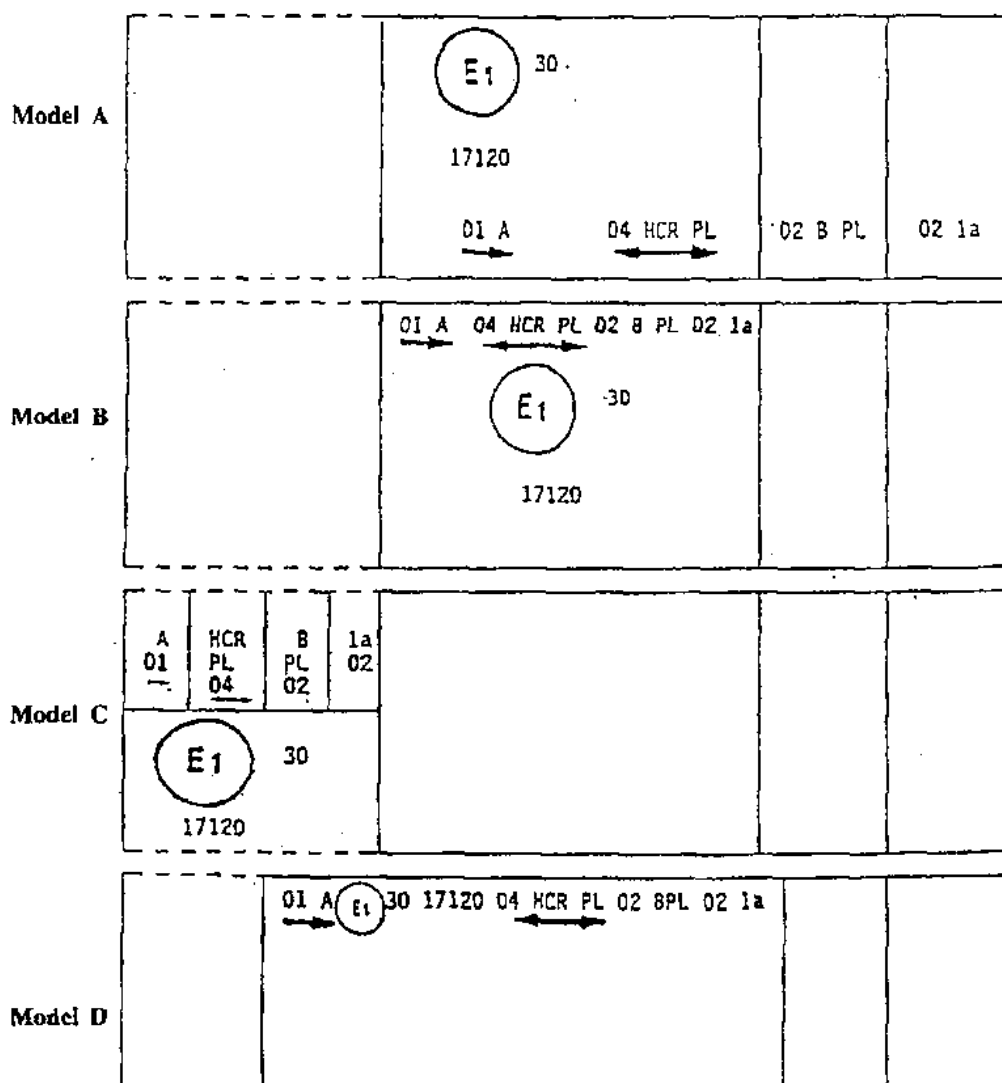 Model A
E1 30
17120
01 A 04 HCR PL 02 B PL 02 1a
Model B
01 A 04 HCR PL 02 B PL 02 1a
E1 30
17120
Model C
A HCR B 1a
01 PL PL 02
04 02
E1 30
17120
Model D
01 A E1 30 17120 04 HCR PL 02 BPL 02 1a